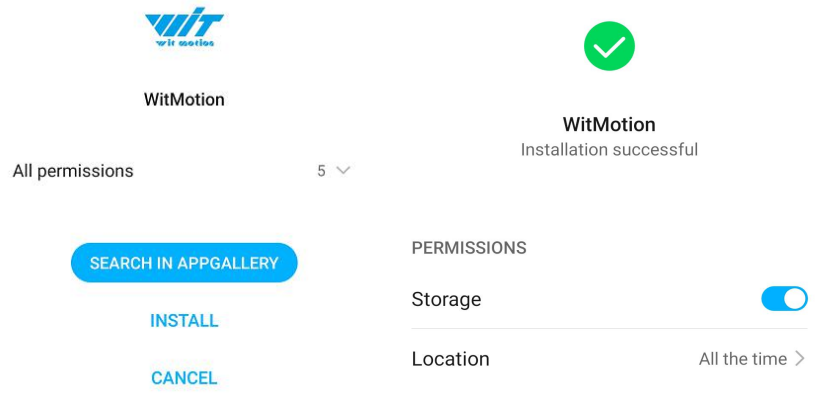 WIT
wit motion
WitMotion
All permissions 5
SEARCH IN APPGALLERY
INSTALL
CANCEL
WitMotion
Installation successful
PERMISSIONS
Storage
Location All the time